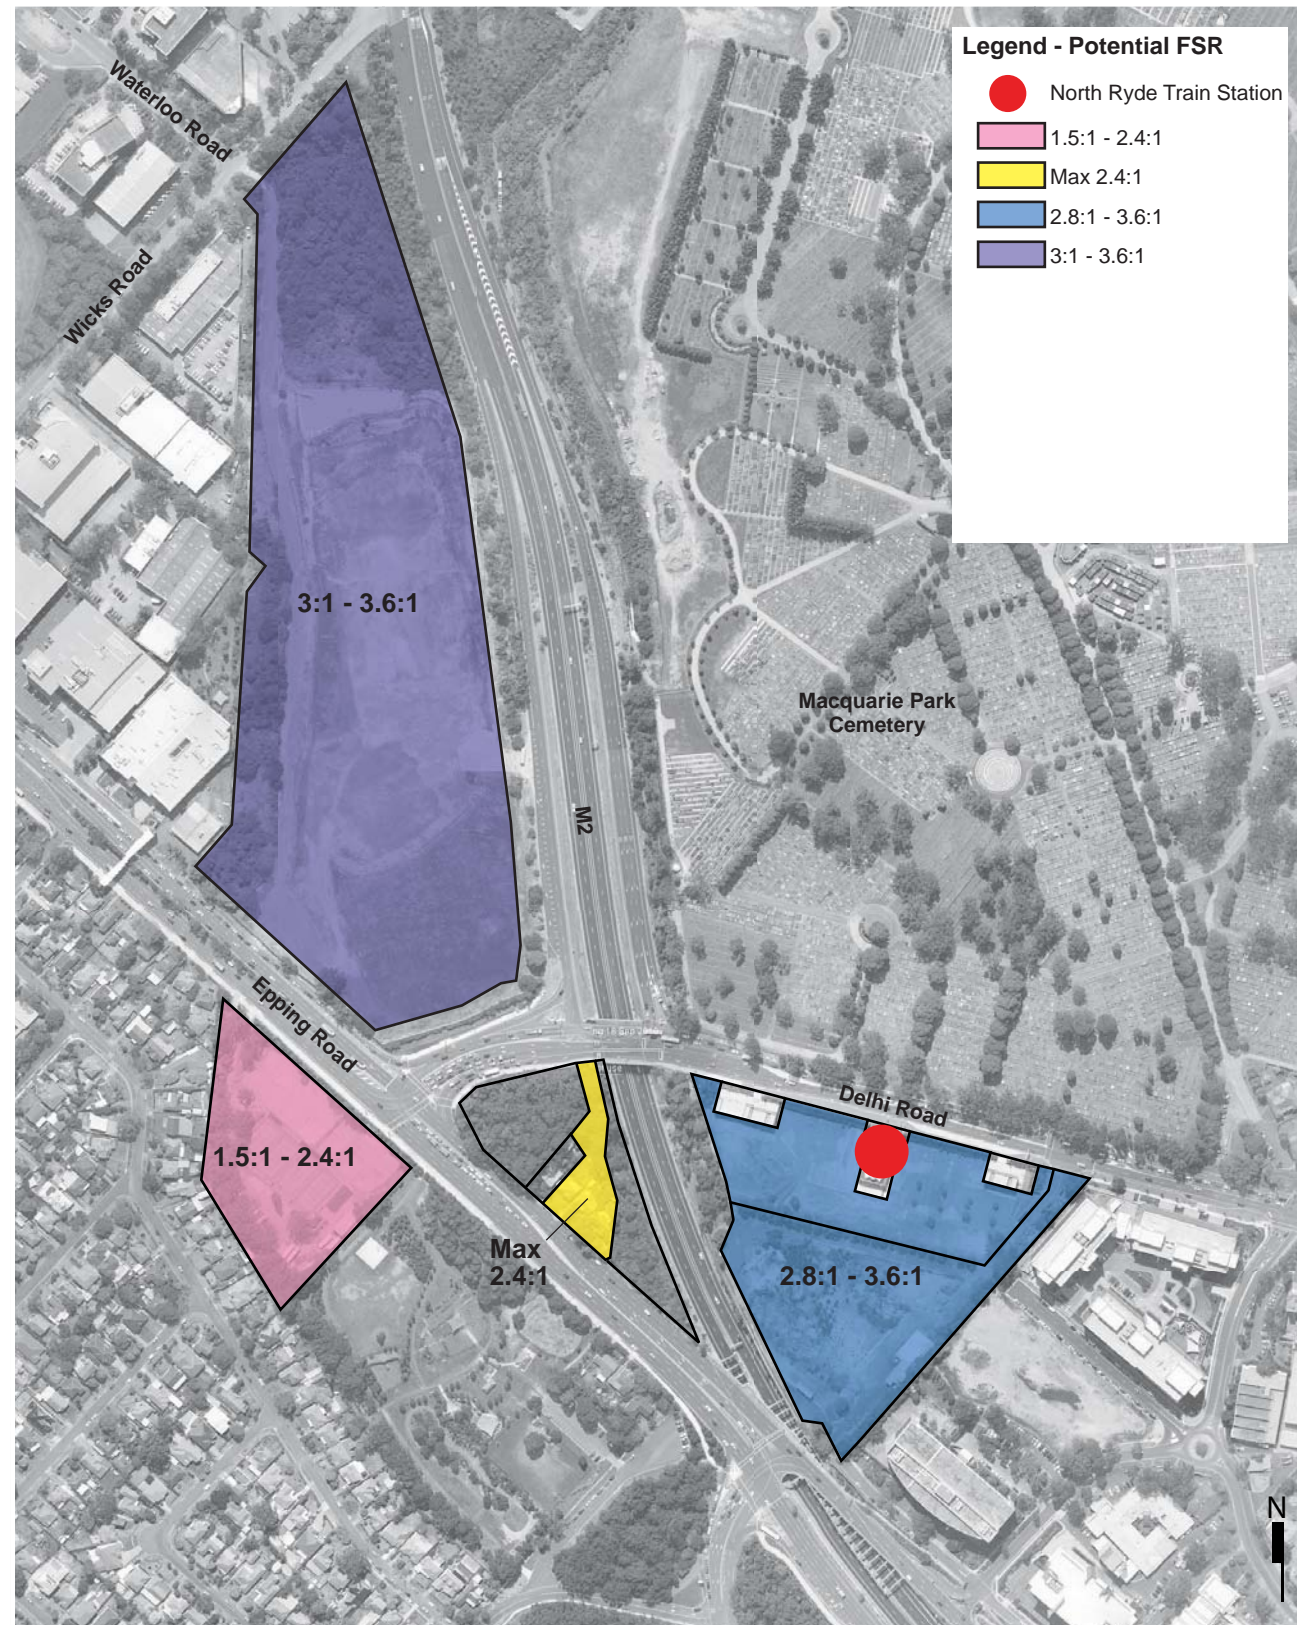 Legend - Potential FSR
North Ryde Train Station
1.5:1 - 2.4:1
Max 2.4:1
2.8:1 - 3.6:1
3:1 - 3.6:1
Waterloo Road
Wicks Road
3:1 - 3.6:1
Macquarie Park
Cemetery
M2
Epping Road
Delhi Road
1.5:1 - 2.4:1
Max
2.4:1
2.8:1 - 3.6:1
N